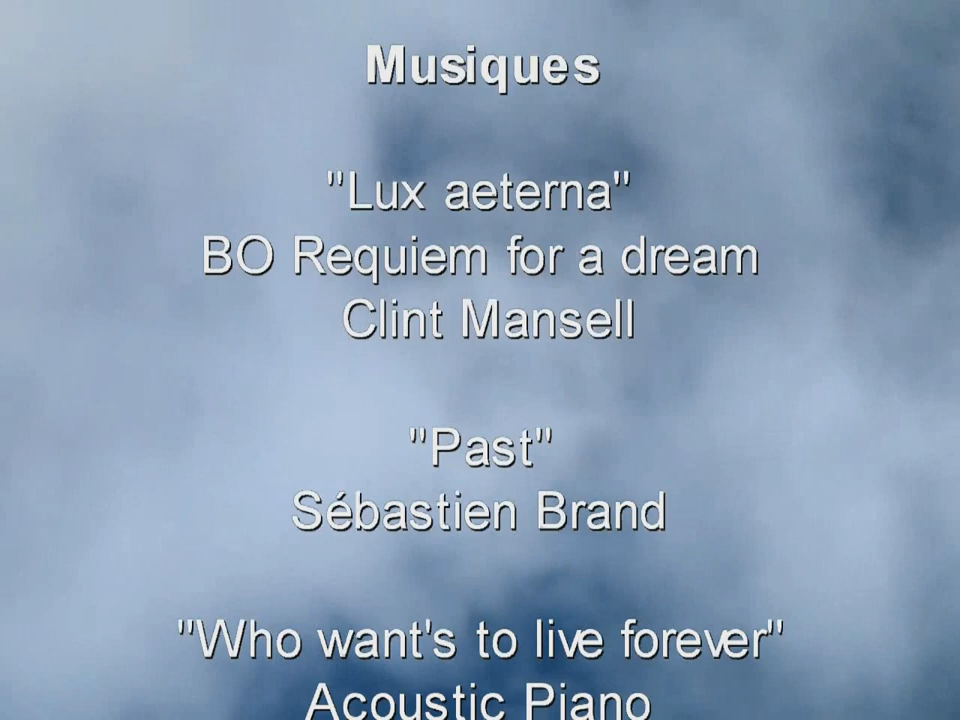 Musiques
"Lux aeterna"
BO Requiem for a dream
Clint Mansell
"Past"
Sébastien Brand
"Who want's to live forever"
Acoustic Piano